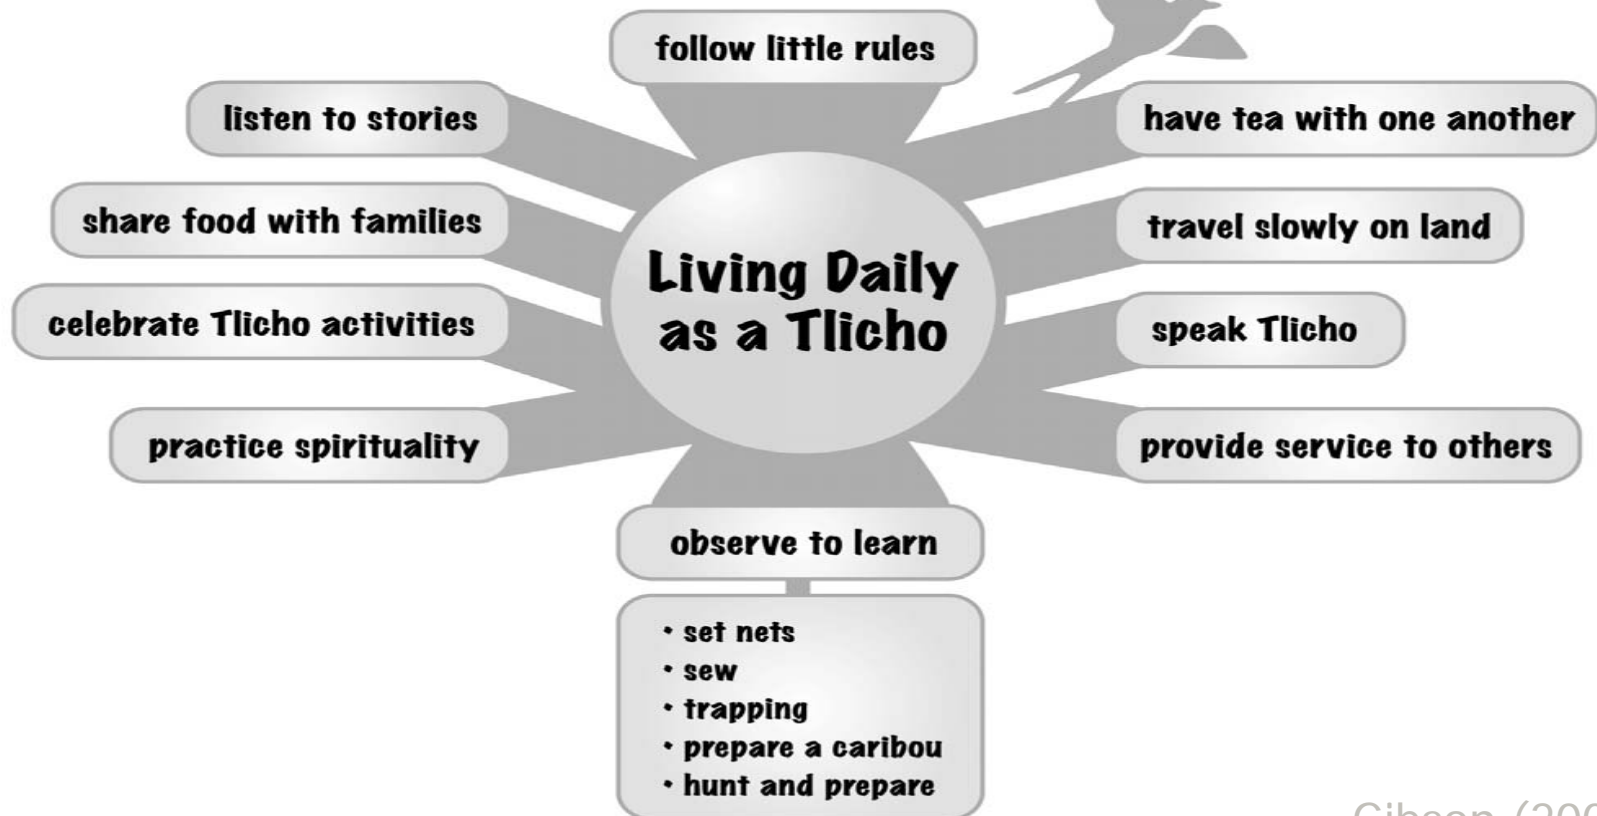 follow little rules
listen to stories
have tea with one another
share food with families
travel slowly on land
Living Daily
as a Tlicho
celebrate Tlicho activities
speak Tlicho
practice spirituality
provide service to others
observe to learn
• set nets
• sew
• trapping
• prepare a caribou
• hunt and prepare